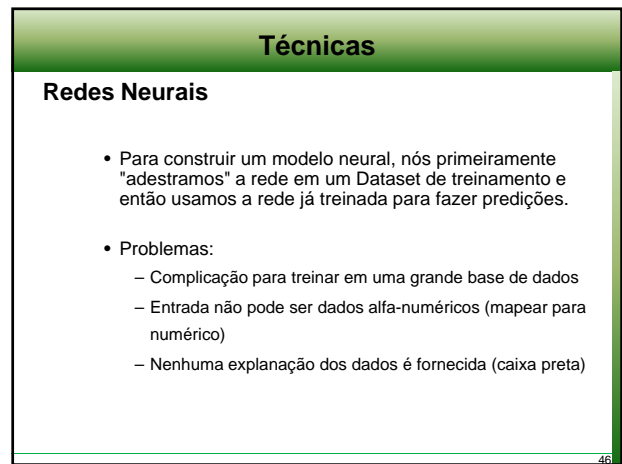 Técnicas
Redes Neurais
• Para construir um modelo neural, nós primeiramente
"adestramos" a rede em um Dataset de treinamento e
então usamos a rede já treinada para fazer predições.
• Problemas:
– Complicação para treinar em uma grande base de dados
– Entrada não pode ser dados alfa-numéricos (mapear para
numérico)
– Nenhuma explanação dos dados é fornecida (caixa preta)
46